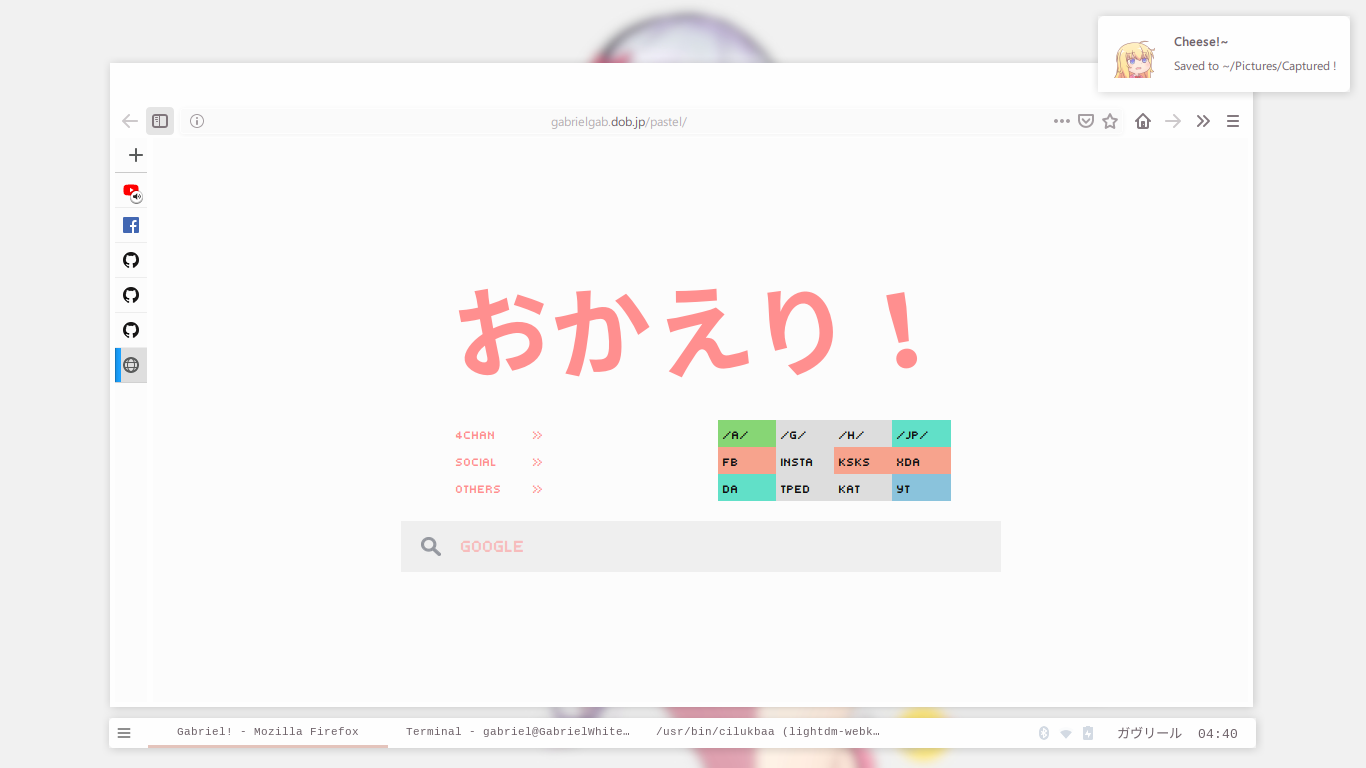 Cheese!~
Saved to ~/Pictures/Captured !
gabrielgab.dob.jp/pastel/
おかえり！
4CHAN »
SOCIAL »
OTHERS »
/A/ /G/ /H/ /JP/
FB INSTA KSKS XDA
DA TPED KAT YT
GOOGLE
Gabriel! - Mozilla Firefox
Terminal - gabriel@GabrielWhite…
/usr/bin/cilukbaa (lightdm-webk…
ガヴリール 04:40